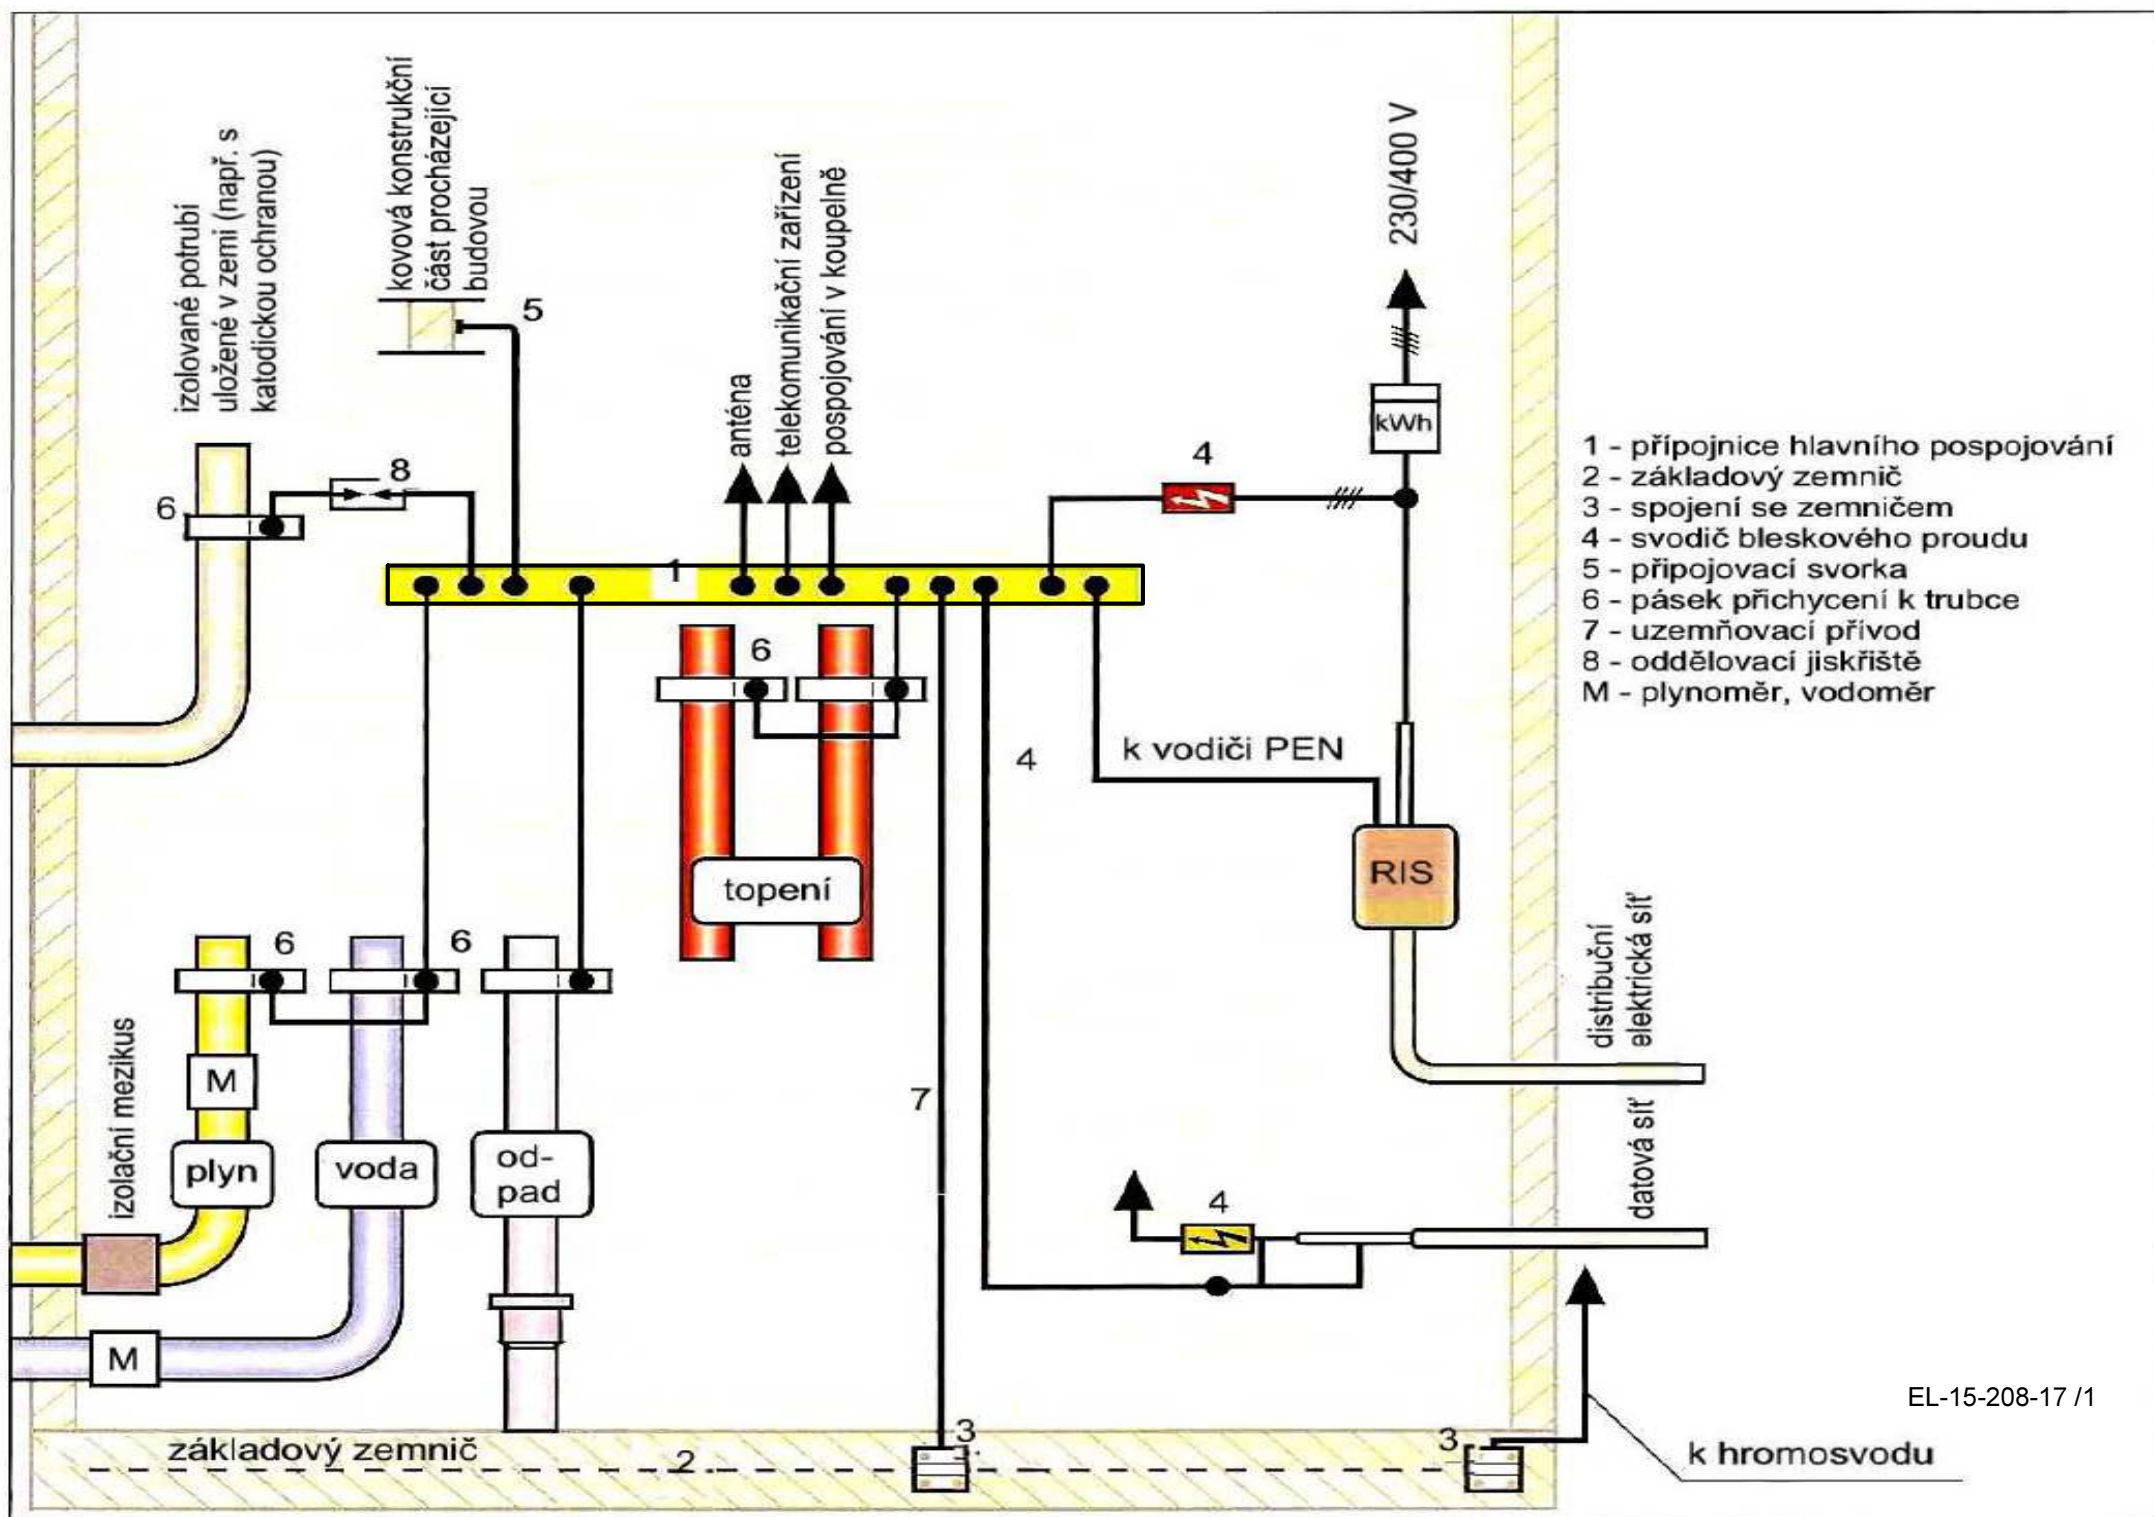 izolované potrubí
uložené v zemi (např. s
katodickou ochranou)
kovová konstrukční
část procházející
budovou
5
8
6
anténa
telekomunikační zařízení
pospojování v koupelně
230/400 V
kWh
4
1
1 - přípojnice hlavního pospojování
2 - základový zemnič
3 - spojení se zemničem
4 - svodič bleskového proudu
5 - připojovací svorka
6 - pásek přichycení k trubce
7 - uzemňovací přívod
8 - oddělovací jiskřiště
M - plynoměr, vodoměr
6
4
k vodiči PEN
RIS
topení
6
6
izolační mezikus
M
plyn
voda
od-
pad
7
4
distribuční
elektrická síť
datová síť
M
EL-15-208-17 /1
základový zemnič
2
3
3
k hromosvodu